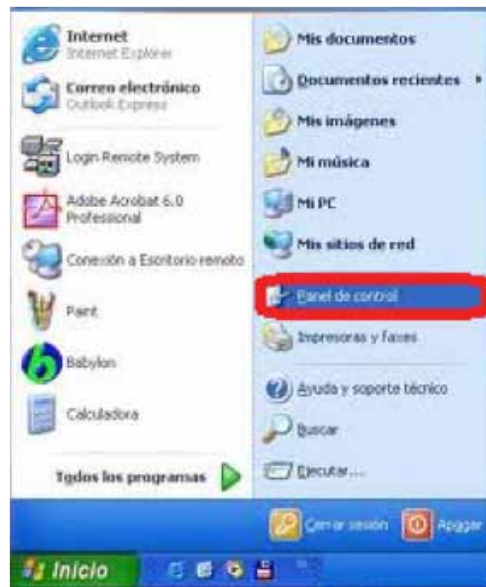 Internet
Internet Explorer
Correo electrónico
Outlook Express
Login Remote System
Adobe Acrobat 6.0
Professional
Conexión a Escritorio remoto
Paint
Babylon
Calculadora
Todos los programas
Mis documentos
Documentos recientes
Mis imágenes
Mi música
Mi PC
Mis sitios de red
Panel de control
Impresoras y faxes
Ayuda y soporte técnico
Buscar
Ejecutar...
Cerrar sesión
Apagar
Inicio